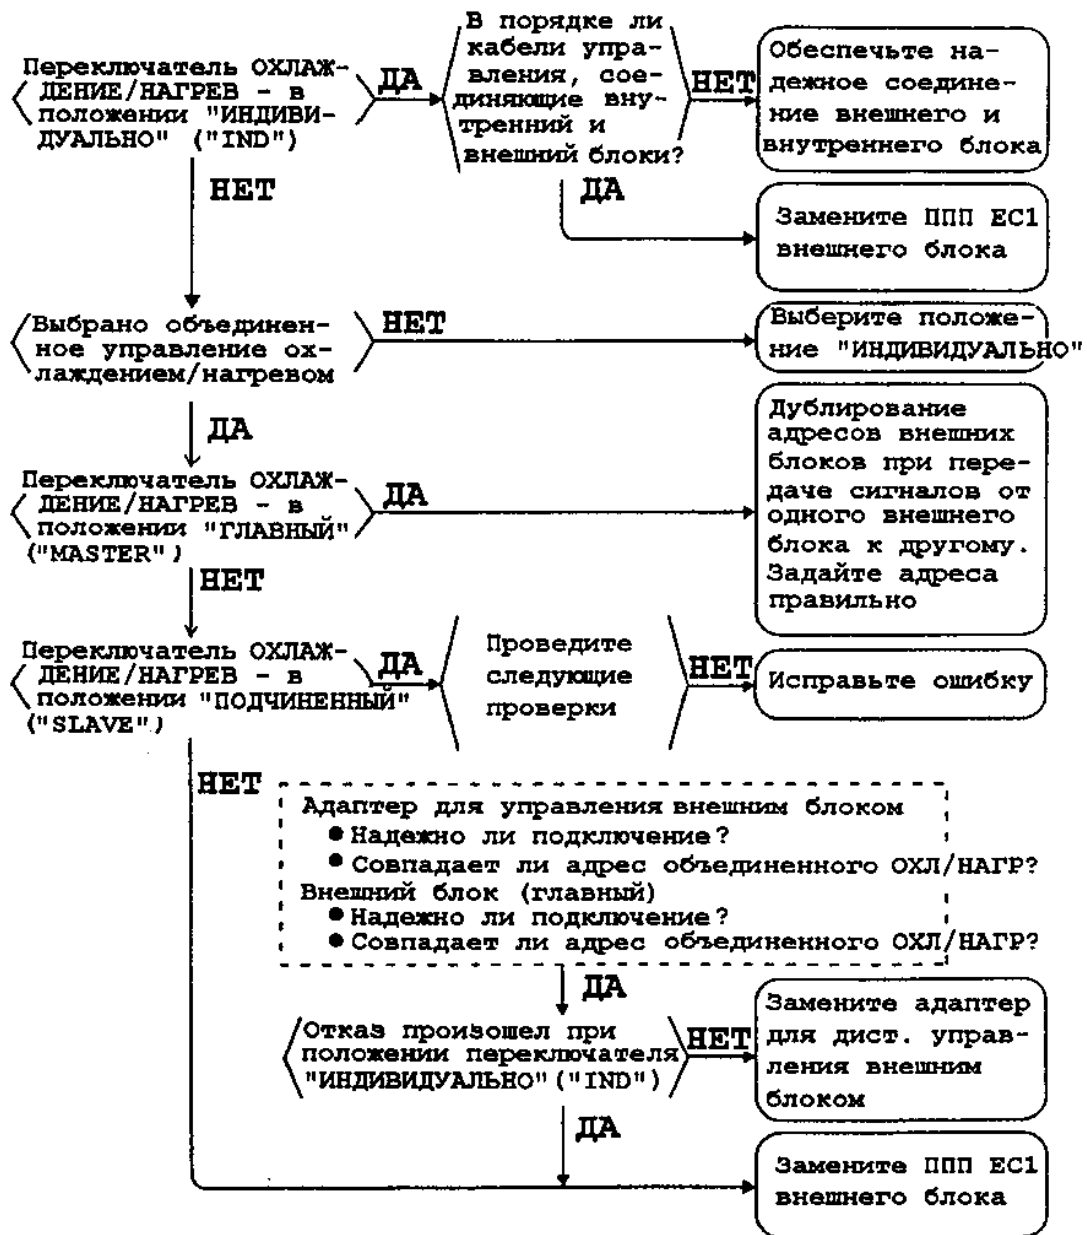 Переключатель ОХЛАЖ-
ДЕНИЕ/НАГРЕВ - в
положении "ИНДИВИ-
ДУАЛЬНО" ("IND")
ДА
В порядке ли
кабели упра-
вления, сое-
диняющие вну-
тренний и
внешний блоки?
НЕТ
Обеспечьте на-
дежное соедине-
ние внешнего и
внутреннего блока
НЕТ
ДА
Замените ППП EC1
внешнего блока
Выбрано объединен-
ное управление ох-
лаждением/нагревом
НЕТ
Выберите положе-
ние "ИНДИВИДУАЛЬНО"
ДА
Переключатель ОХЛАЖ-
ДЕНИЕ/НАГРЕВ - в
положении "ГЛАВНЫЙ"
("MASTER")
ДА
Дублирование
адресов внешних
блоков при пере-
даче сигналов от
одного внешнего
блока к другому.
Задайте адреса
правильно
НЕТ
Переключатель ОХЛАЖ-
ДЕНИЕ/НАГРЕВ - в
положении "ПОДЧИНЕННЫЙ"
("SLAVE")
ДА
Проведите
следующие
проверки
НЕТ
Исправьте ошибку
НЕТ
Адаптер для управления внешним блоком
● Надежно ли подключение?
● Совпадает ли адрес объединенного ОХЛ/НАГР?
Внешний блок (главный)
● Надежно ли подключение?
● Совпадает ли адрес объединенного ОХЛ/НАГР?
ДА
Отказ произошел при
положении переключателя
"ИНДИВИДУАЛЬНО" ("IND")
НЕТ
Замените адаптер
для дист. управ-
ления внешним
блоком
ДА
Замените ППП EC1
внешнего блока